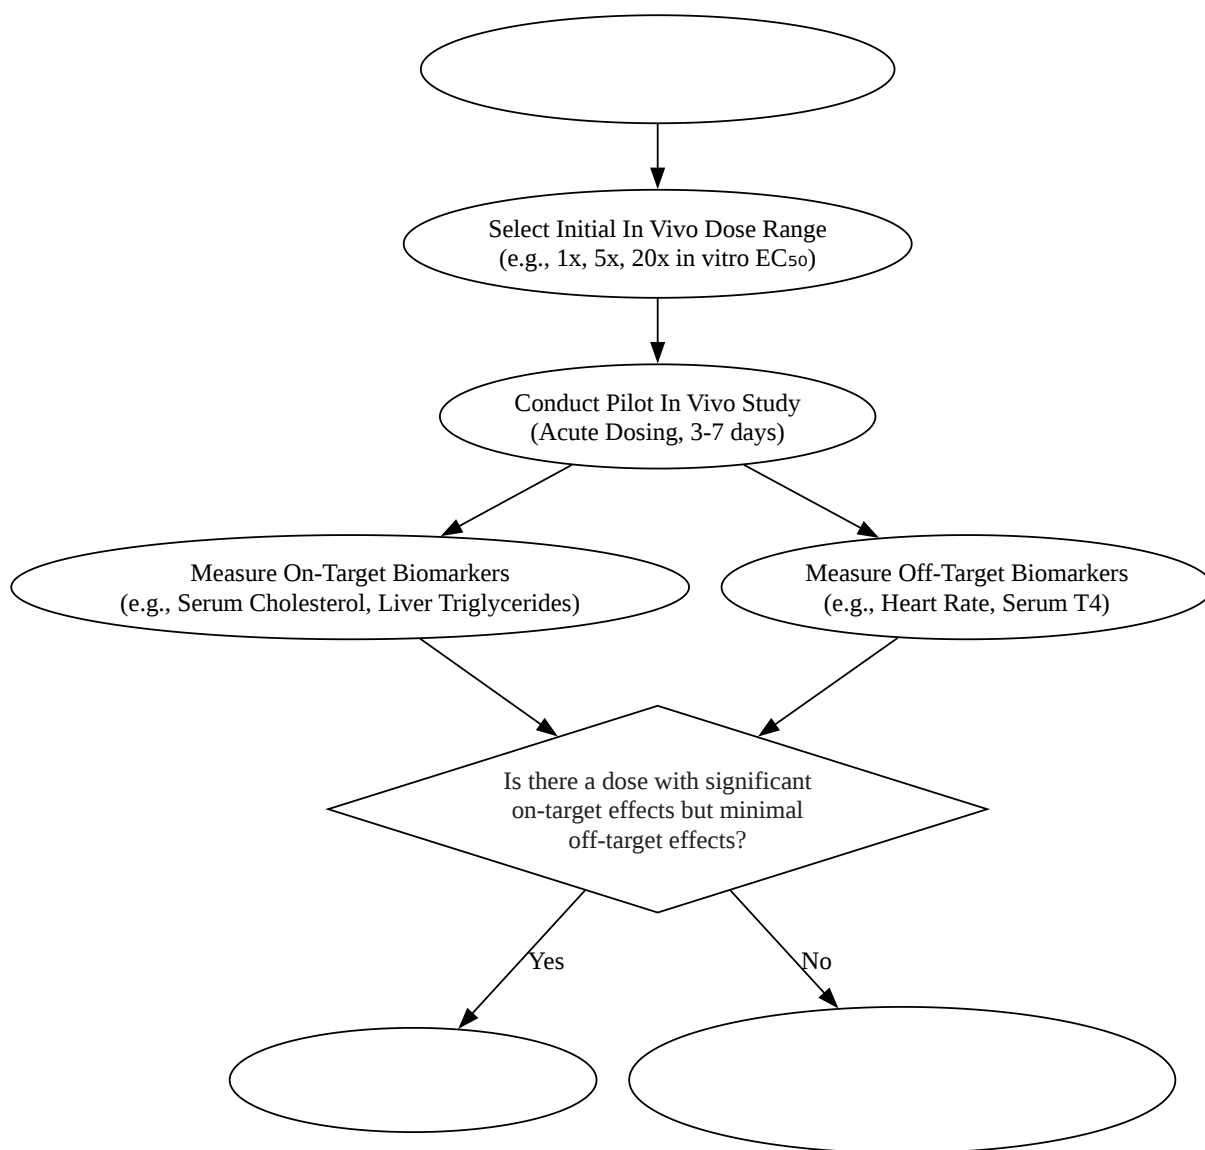 Select Initial In Vivo Dose Range
(e.g., 1x, 5x, 20x in vitro EC₅₀)
Conduct Pilot In Vivo Study
(Acute Dosing, 3-7 days)
Measure On-Target Biomarkers
(e.g., Serum Cholesterol, Liver Triglycerides)
Measure Off-Target Biomarkers
(e.g., Heart Rate, Serum T4)
Is there a dose with significant
on-target effects but minimal
off-target effects?
Yes
No